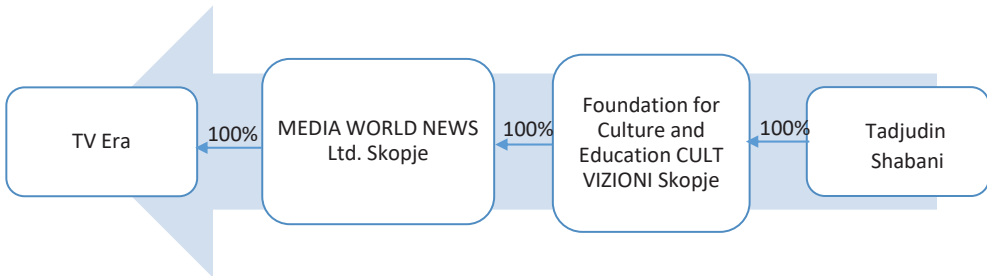 TV Era
100%
MEDIA WORLD NEWS
Ltd. Skopje
100%
Foundation for
Culture and
Education CULT
VIZIONI Skopje
100%
Tadjudin
Shabani